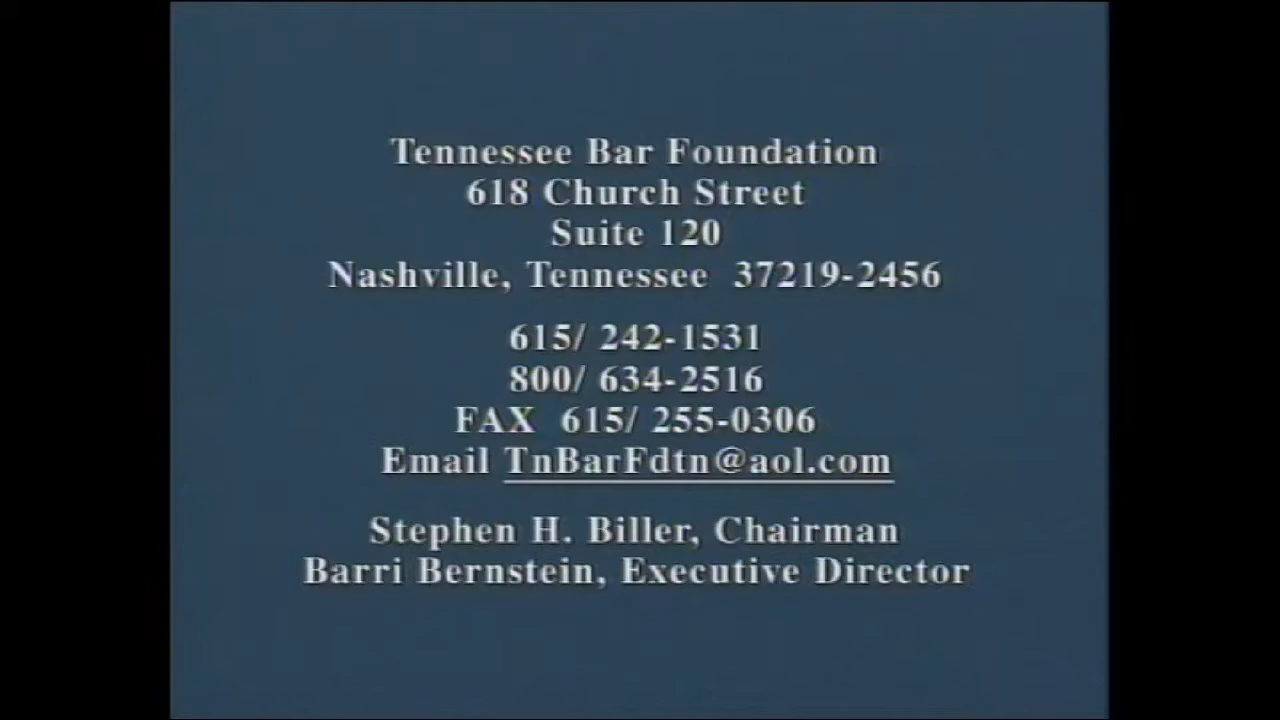 Tennessee Bar Foundation
618 Church Street
Suite 120
Nashville, Tennessee  37219-2456
615/ 242-1531
800/ 634-2516
FAX  615/ 255-0306
Email TnBarFdtn@aol.com
Stephen H. Biller, Chairman
Barri Bernstein, Executive Director